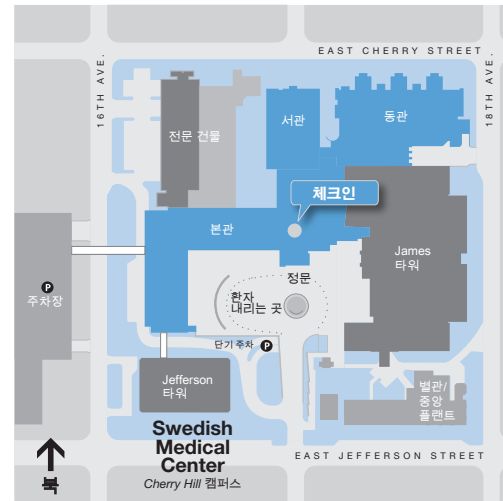 EAST CHERRY STREET
16TH AVE.
18TH AVE.
서관
동관
전문 건물
체크인
본관
James
타워
정문
환자
내리는 곳
P
주차장
단기 주차 P
Jefferson
타워
별관/
중앙
플랜트
Swedish
Medical
Center
Cherry Hill 캠퍼스
EAST JEFFERSON STREET
북